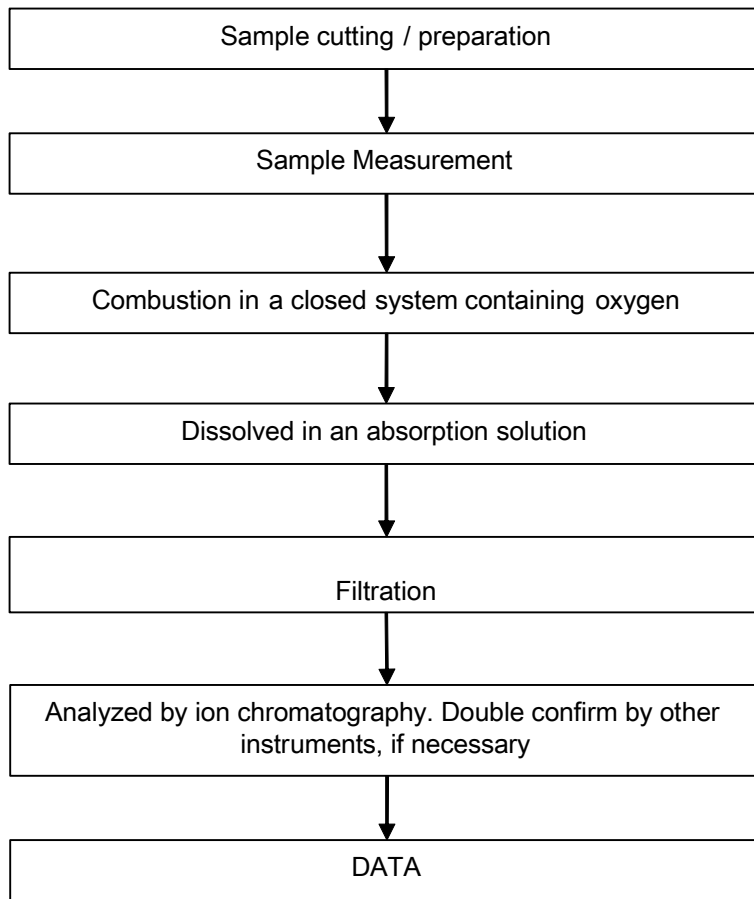 Sample cutting / preparation
Sample Measurement
Combustion in a closed system containing oxygen
Dissolved in an absorption solution
Filtration
Analyzed by ion chromatography. Double confirm by other
instruments, if necessary
DATA